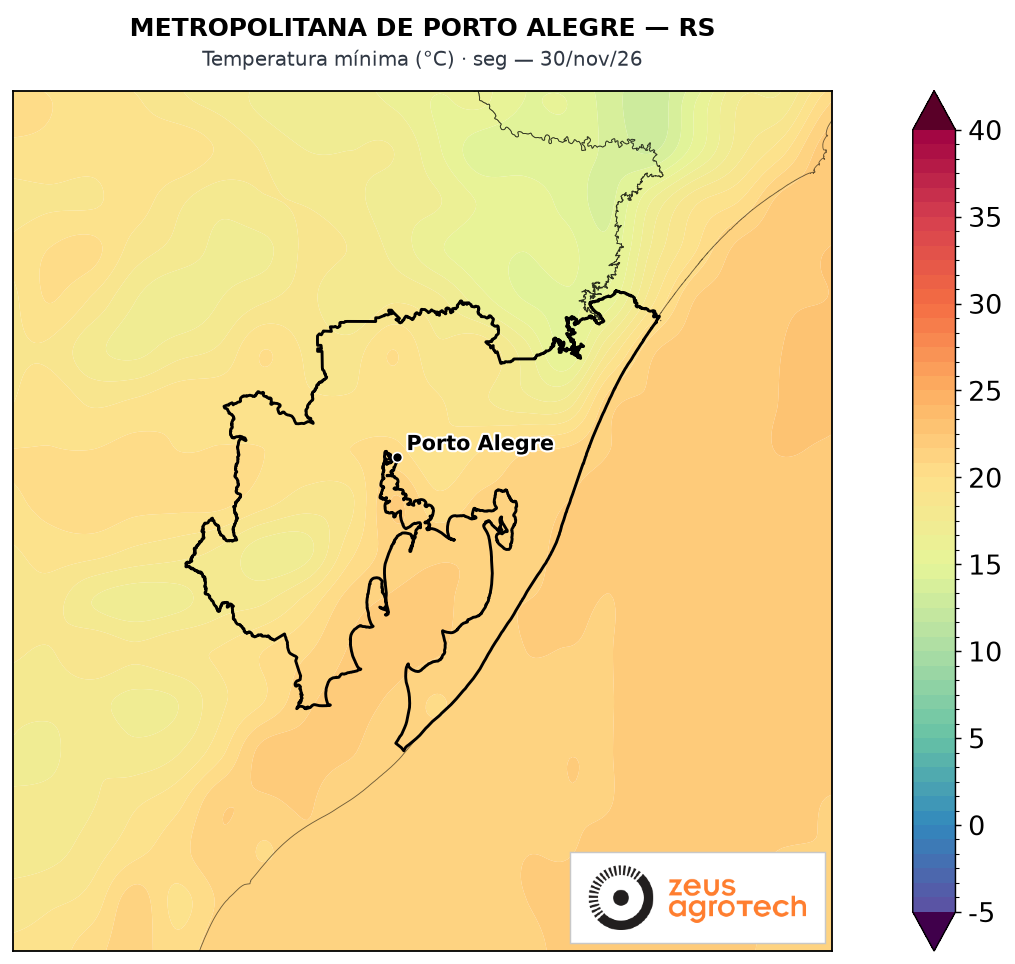 METROPOLITANA DE PORTO ALEGRE — RS
Temperatura mínima (°C) · seg — 30/nov/26
Porto Alegre
40
35
30
25
20
15
10
5
0
-5
zeus
agrotech